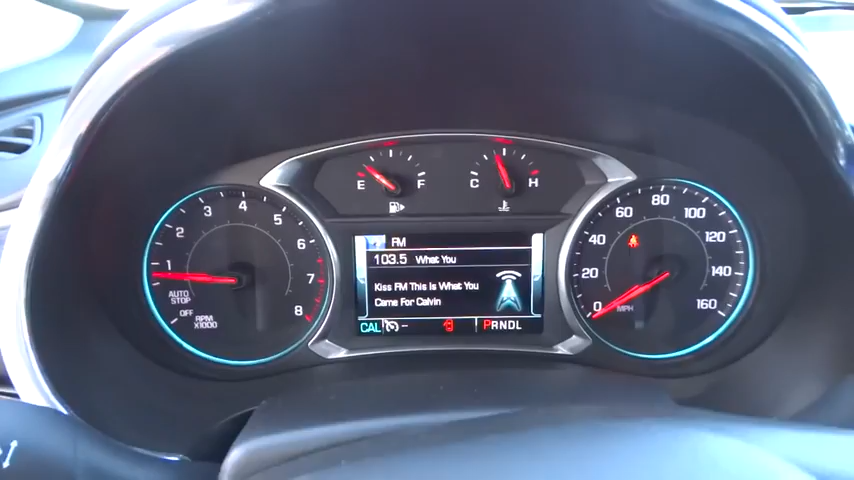 E F
C H
1 2 3 4 5 6 7 8
AUTO
STOP
OFF
RPM
X1000
FM
103.5 What You
Kiss FM This Is What You
Came For Calvin
CAL --
PRNDL
0 20 40 60 80 100 120 140 160
MPH